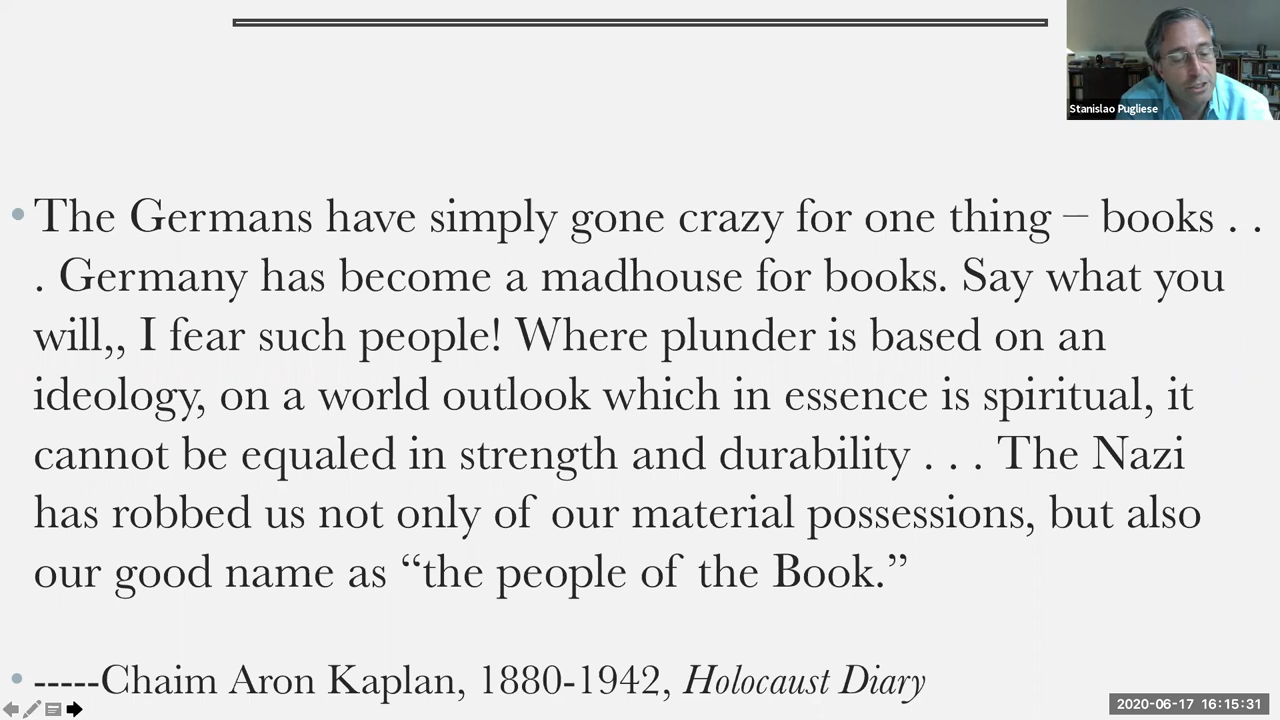 Stanislao Pugliese
• The Germans have simply gone crazy for one thing – books . .
. Germany has become a madhouse for books. Say what you
will,, I fear such people! Where plunder is based on an
ideology, on a world outlook which in essence is spiritual, it
cannot be equaled in strength and durability . . . The Nazi
has robbed us not only of our material possessions, but also
our good name as “the people of the Book.”
• -----Chaim Aron Kaplan, 1880-1942, Holocaust Diary
2020-06-17 16:15:31